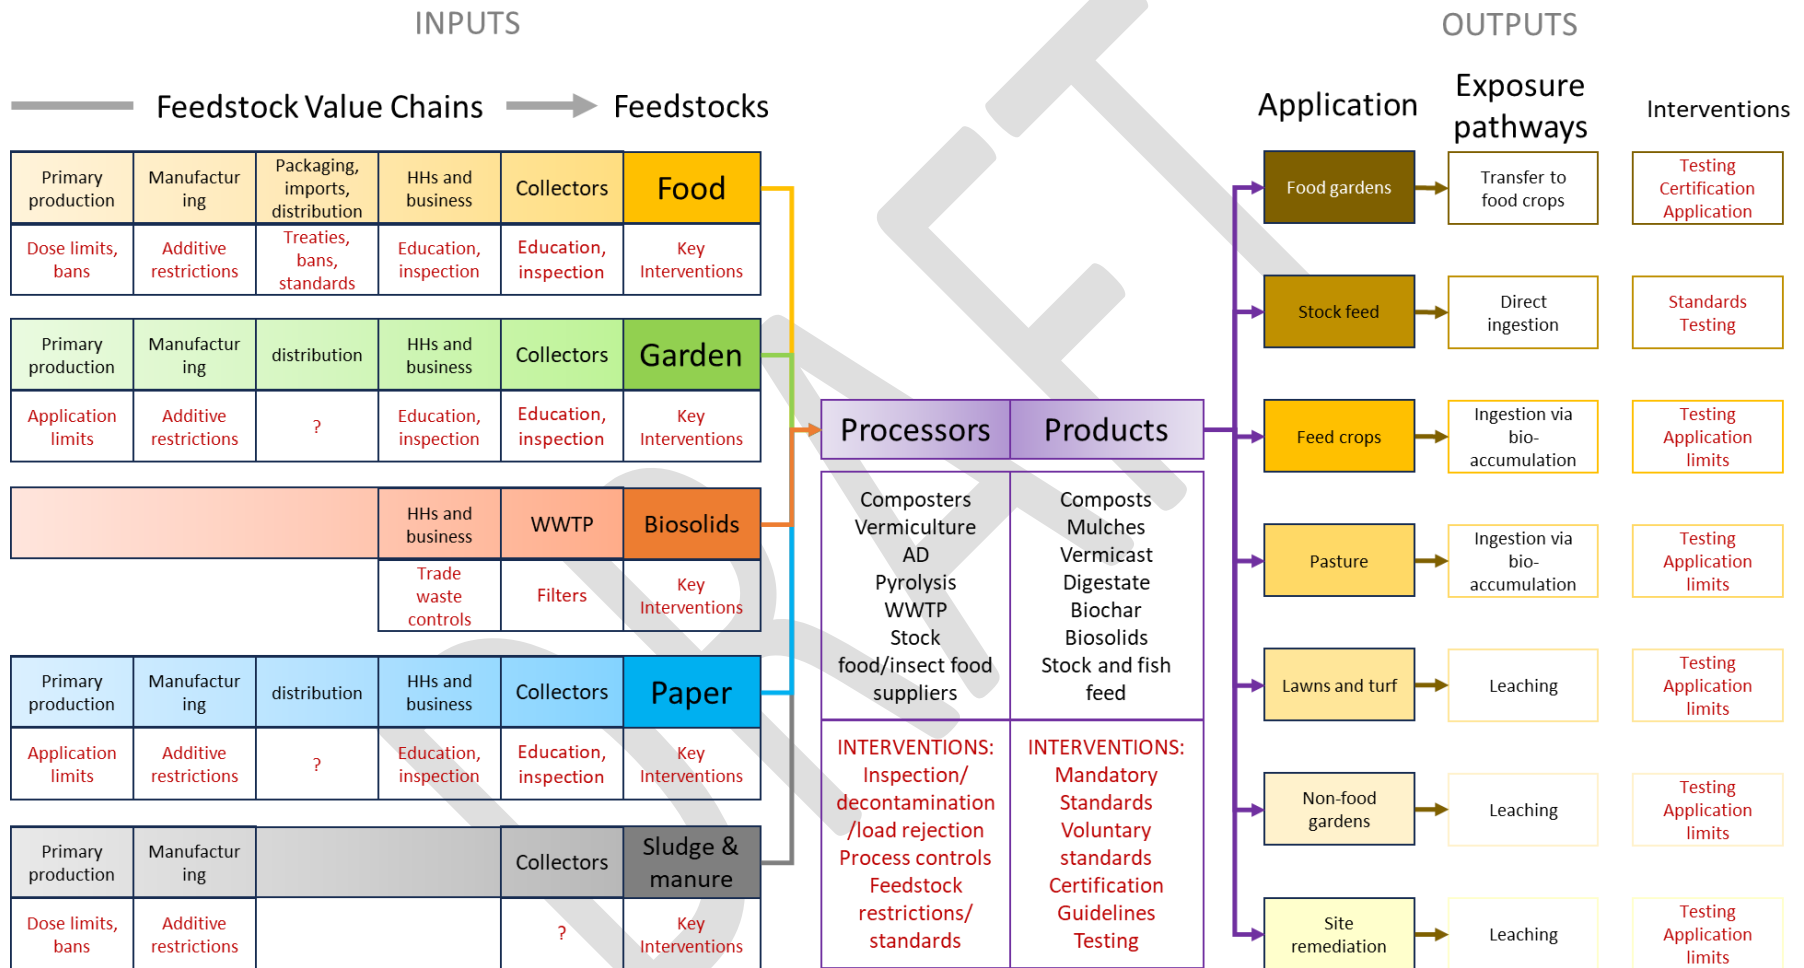 INPUTS
OUTPUTS
Feedstock Value Chains
Feedstocks
Application
Exposure
pathways
Interventions
Primary
production
Manufactur
ing
Packaging,
imports,
distribution
HHs and
business
Collectors
Food
Dose limits,
bans
Additive
restrictions
Treaties,
bans,
standards
Education,
inspection
Education,
inspection
Key
Interventions
Primary
production
Manufactur
ing
distribution
HHs and
business
Collectors
Garden
Application
limits
Additive
restrictions
?
Education,
inspection
Education,
inspection
Key
Interventions
HHs and
business
WWTP
Biosolids
Trade
waste
controls
Filters
Key
Interventions
Primary
production
Manufactur
ing
distribution
HHs and
business
Collectors
Paper
Application
limits
Additive
restrictions
?
Education,
inspection
Education,
inspection
Key
Interventions
Primary
production
Manufactur
ing
Collectors
Sludge &
manure
Dose limits,
bans
Additive
restrictions
?
Key
Interventions
Processors
Products
Composters
Vermiculture
AD
Pyrolysis
WWTP
Stock
food/insect food
suppliers
Composts
Mulches
Vermicast
Digestate
Biochar
Biosolids
Stock and fish
feed
INTERVENTIONS:
Inspection/
decontamination
/load rejection
Process controls
Feedstock
restrictions/
standards
INTERVENTIONS:
Mandatory
Standards
Voluntary
standards
Certification
Guidelines
Testing
Food gardens
Transfer to
food crops
Testing
Certification
Application
Stock feed
Direct
ingestion
Standards
Testing
Feed crops
Ingestion via
bio-
accumulation
Testing
Application
limits
Pasture
Ingestion via
bio-
accumulation
Testing
Application
limits
Lawns and turf
Leaching
Testing
Application
limits
Non-food
gardens
Leaching
Testing
Application
limits
Site
remediation
Leaching
Testing
Application
limits
DRAFT